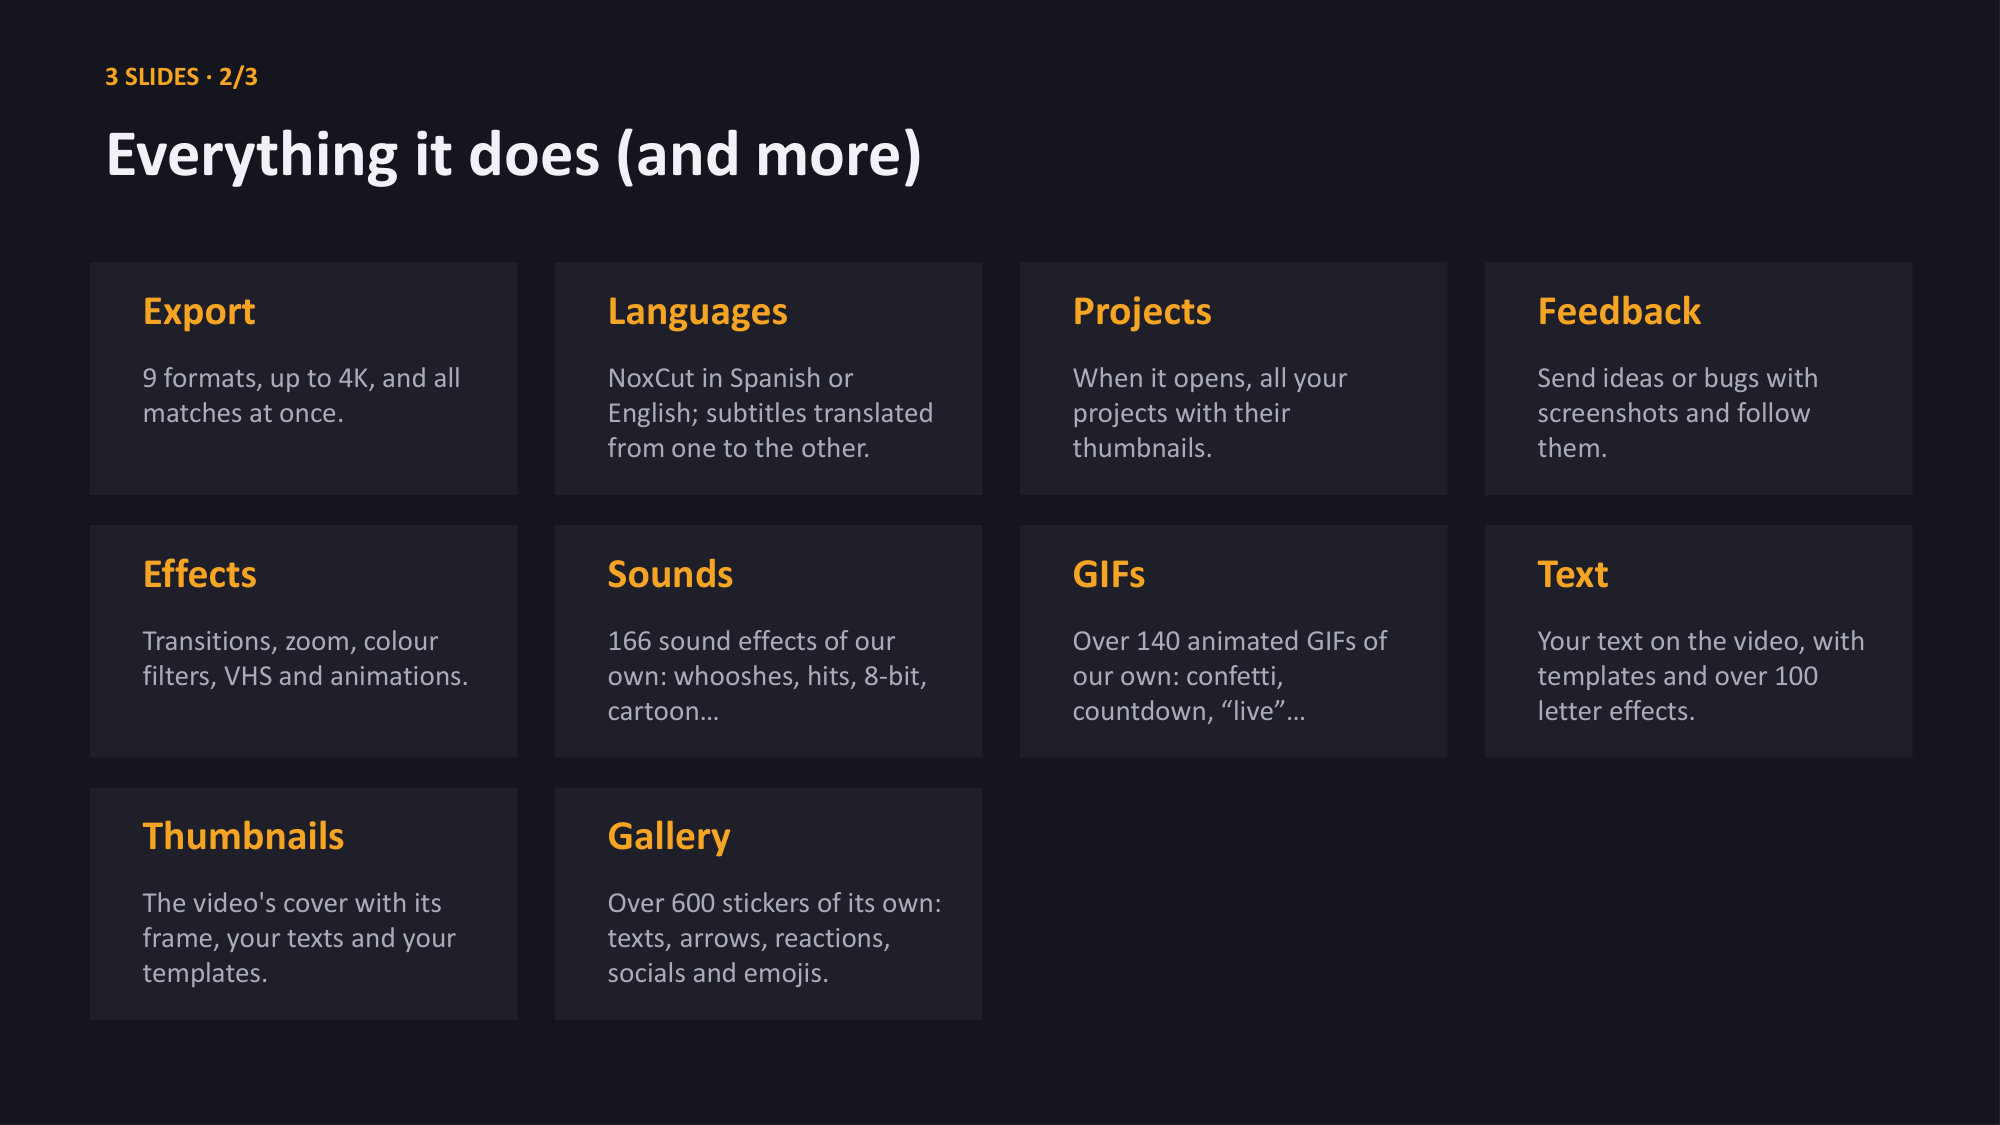 3 SLIDES · 2/3
Everything it does (and more)
Export
9 formats, up to 4K, and all
matches at once.
Languages
NoxCut in Spanish or
English; subtitles translated
from one to the other.
Projects
When it opens, all your
projects with their
thumbnails.
Feedback
Send ideas or bugs with
screenshots and follow
them.
Effects
Transitions, zoom, colour
filters, VHS and animations.
Sounds
166 sound effects of our
own: whooshes, hits, 8-bit,
cartoon…
GIFs
Over 140 animated GIFs of
our own: confetti,
countdown, “live”…
Text
Your text on the video, with
templates and over 100
letter effects.
Thumbnails
The video's cover with its
frame, your texts and your
templates.
Gallery
Over 600 stickers of its own:
texts, arrows, reactions,
socials and emojis.